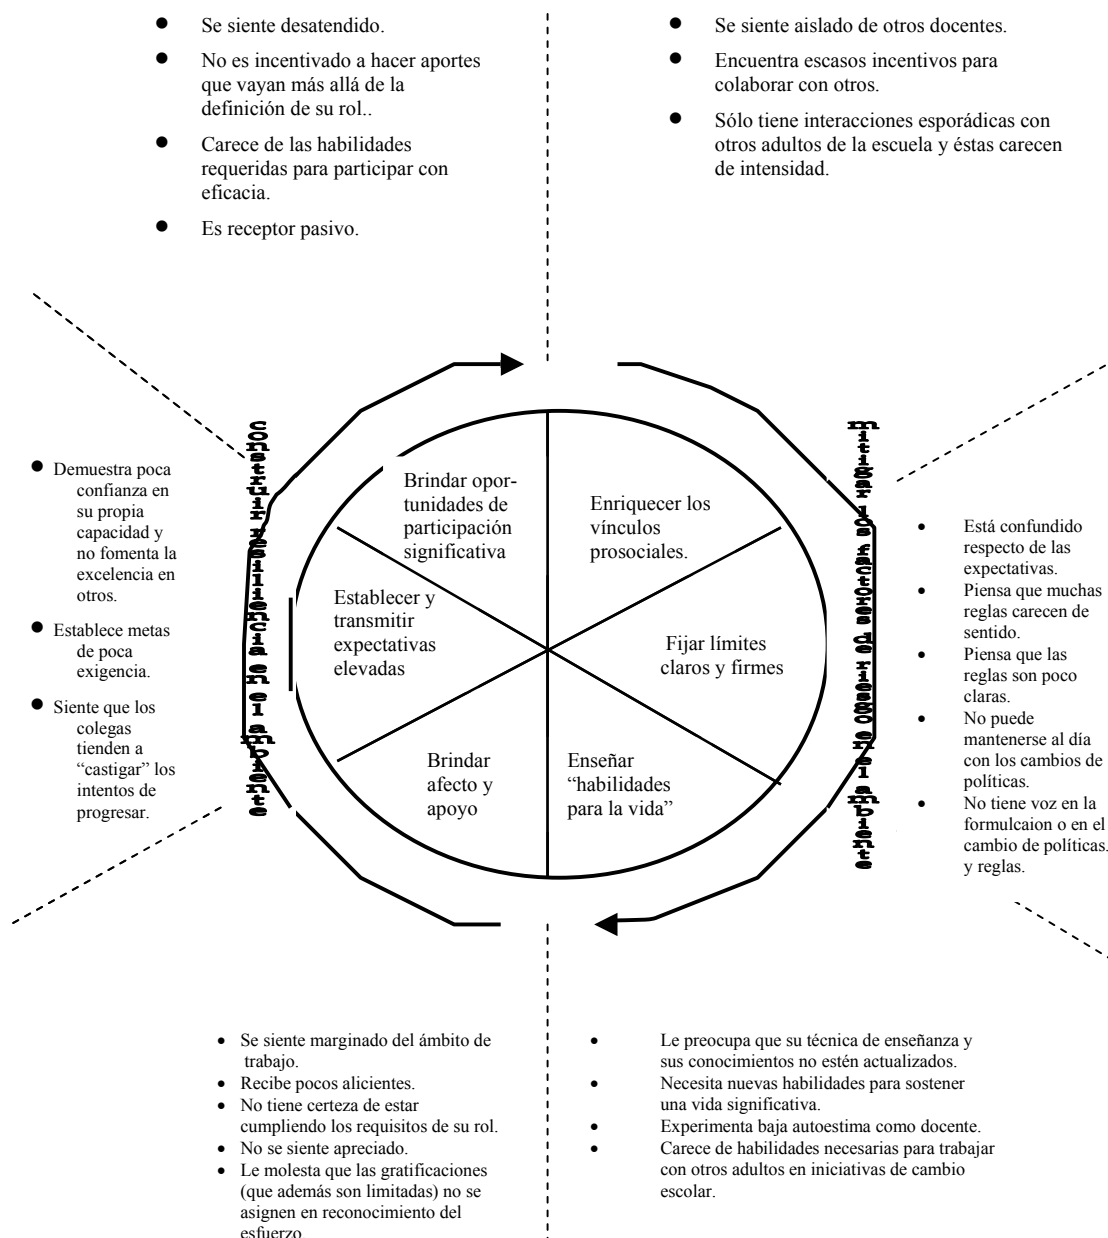 ● Se siente desatendido.
● No es incentivado a hacer aportes
que vayan más allá de la
definición de su rol..
● Carece de las habilidades
requeridas para participar con
eficacia.
● Es receptor pasivo.
● Se siente aislado de otros docentes.
● Encuentra escasos incentivos para
colaborar con otros.
● Sólo tiene interacciones esporádicas con
otros adultos de la escuela y éstas carecen
de intensidad.
● Demuestra poca
confianza en
su propia
capacidad y
no fomenta la
excelencia en
otros.
● Establece metas
de poca
exigencia.
● Siente que los
colegas
tienden a
“castigar” los
intentos de
progresar.
Construir resiliencia en el ambiente
Brindar opor-
tunidades de
participación
significativa
Enriquecer los
vínculos
prosociales.
Establecer y
transmitir
expectativas
elevadas
Fijar límites
claros y firmes
Brindar
afecto y
apoyo
Enseñar
“habilidades
para la vida”
mitigar los factores de riesgo en el ambiente
• Está confundido
respecto de las
expectativas.
• Piensa que muchas
reglas carecen de
sentido.
• Piensa que las
reglas son poco
claras.
• No puede
mantenerse al día
con los cambios de
políticas.
• No tiene voz en la
formulcaion o en el
cambio de políticas.
y reglas.
• Se siente marginado del ámbito de
trabajo.
• Recibe pocos alicientes.
• No tiene certeza de estar
cumpliendo los requisitos de su rol.
• No se siente apreciado.
• Le molesta que las gratificaciones
(que además son limitadas) no se
asignen en reconocimiento del
esfuerzo
• Le preocupa que su técnica de enseñanza y
sus conocimientos no estén actualizados.
• Necesita nuevas habilidades para sostener
una vida significativa.
• Experimenta baja autoestima como docente.
• Carece de habilidades necesarias para trabajar
con otros adultos en iniciativas de cambio
escolar.